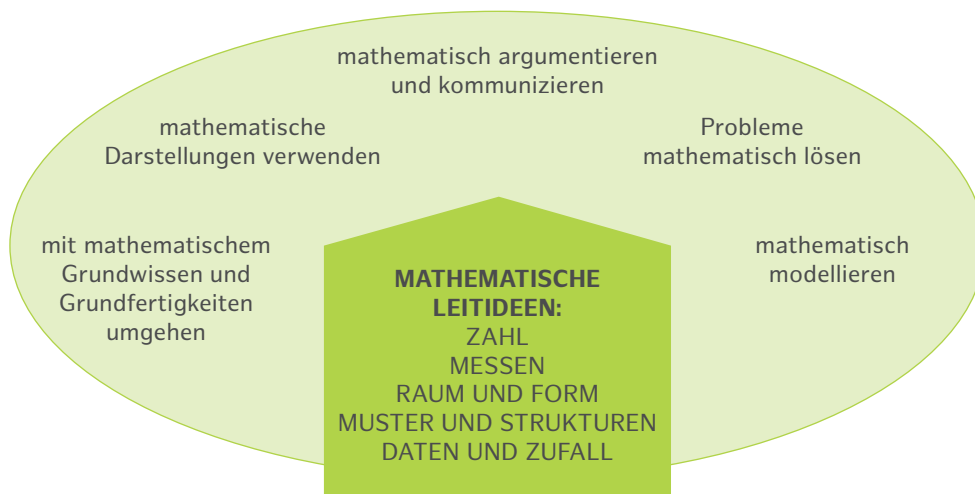 mathematisch argumentieren
und kommunizieren
mathematische
Darstellungen verwenden
Probleme
mathematisch lösen
mit mathematischem
Grundwissen und
Grundfertigkeiten
umgehen
mathematisch
modellieren
MATHEMATISCHE
LEITIDEEN:
ZAHL
MESSEN
RAUM UND FORM
MUSTER UND STRUKTUREN
DATEN UND ZUFALL